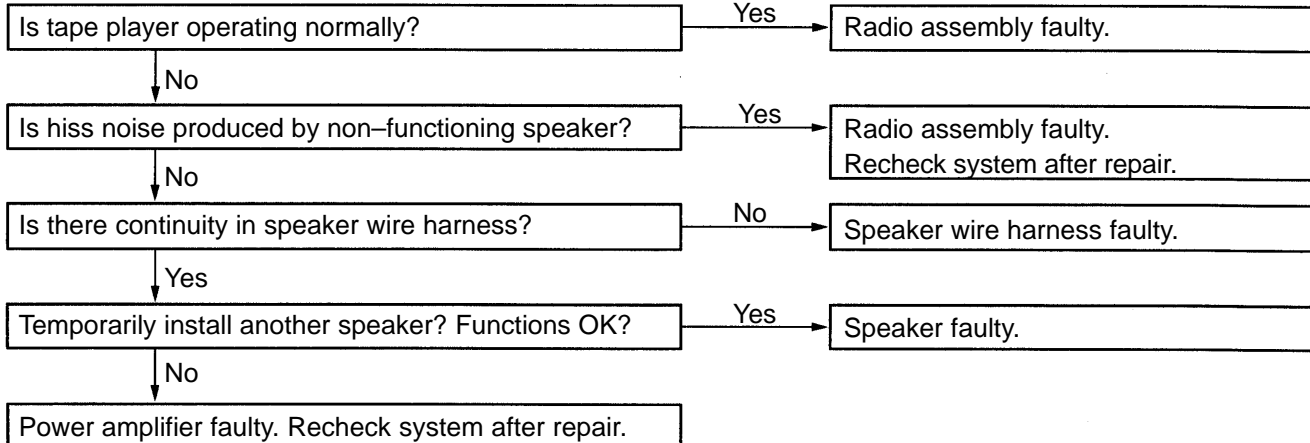 Is tape player operating normally?
Yes
Radio assembly faulty.
No
Is hiss noise produced by non–functioning speaker?
Yes
Radio assembly faulty.
Recheck system after repair.
No
Is there continuity in speaker wire harness?
No
Speaker wire harness faulty.
Yes
Temporarily install another speaker? Functions OK?
Yes
Speaker faulty.
No
Power amplifier faulty. Recheck system after repair.